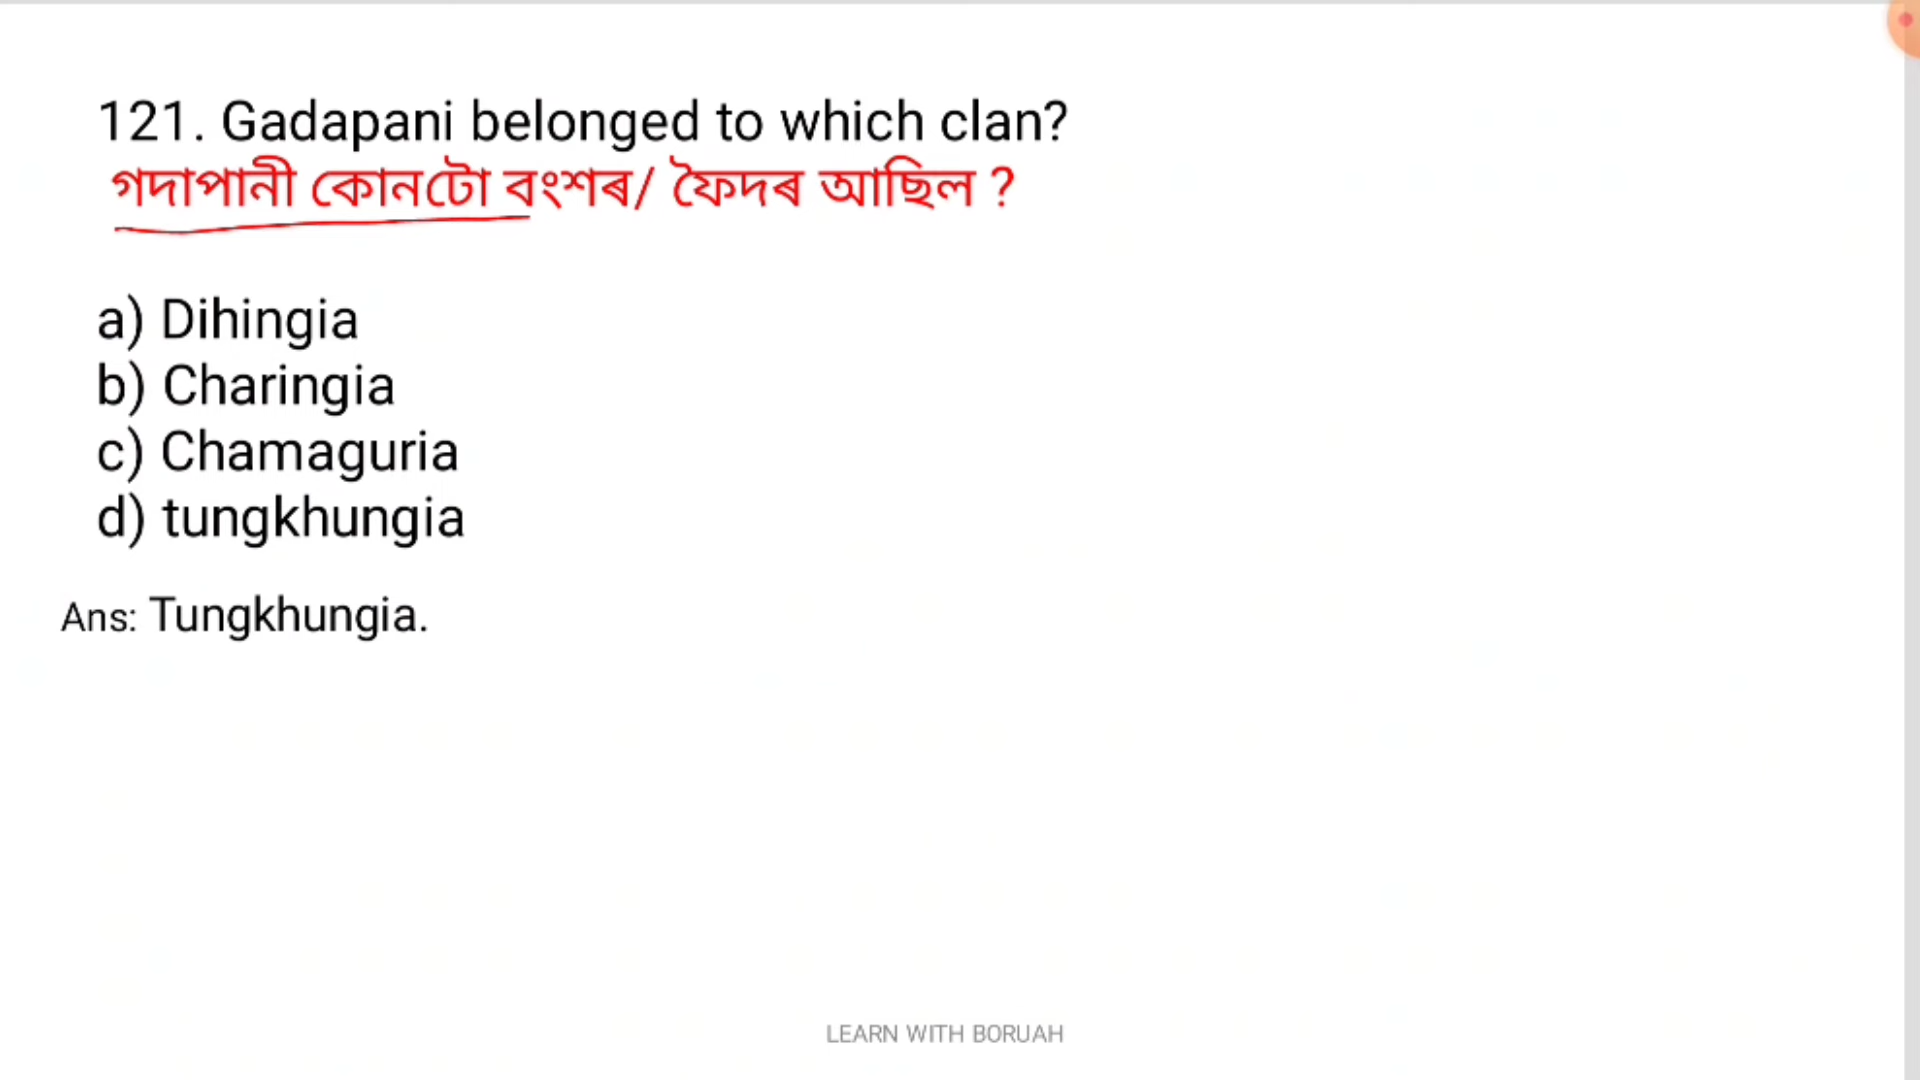 121. Gadapani belonged to which clan?
গদাপানী কোনটো বংশৰ/ ফৈদৰ আছিল ?
a) Dihingia
b) Charingia
c) Chamaguria
d) tungkhungia
Ans: Tungkhungia.
LEARN WITH BORUAH